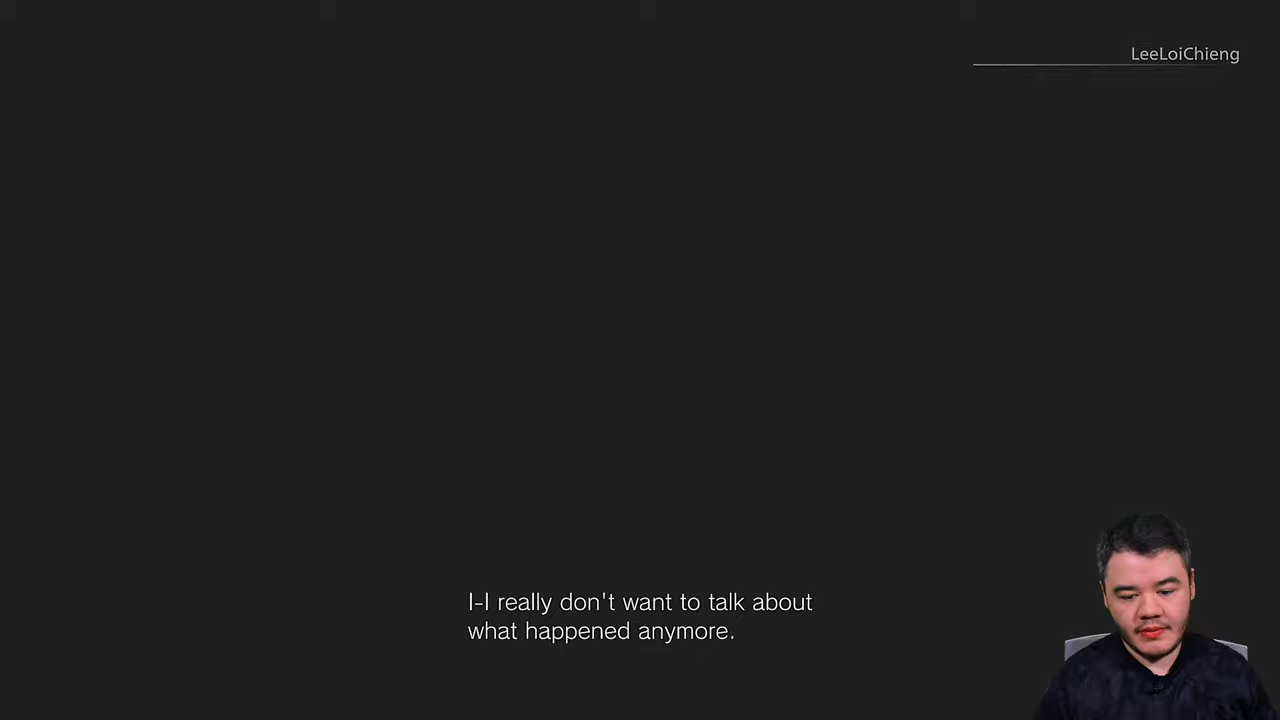 LeeLoiChieng
I-I really don't want to talk about
what happened anymore.